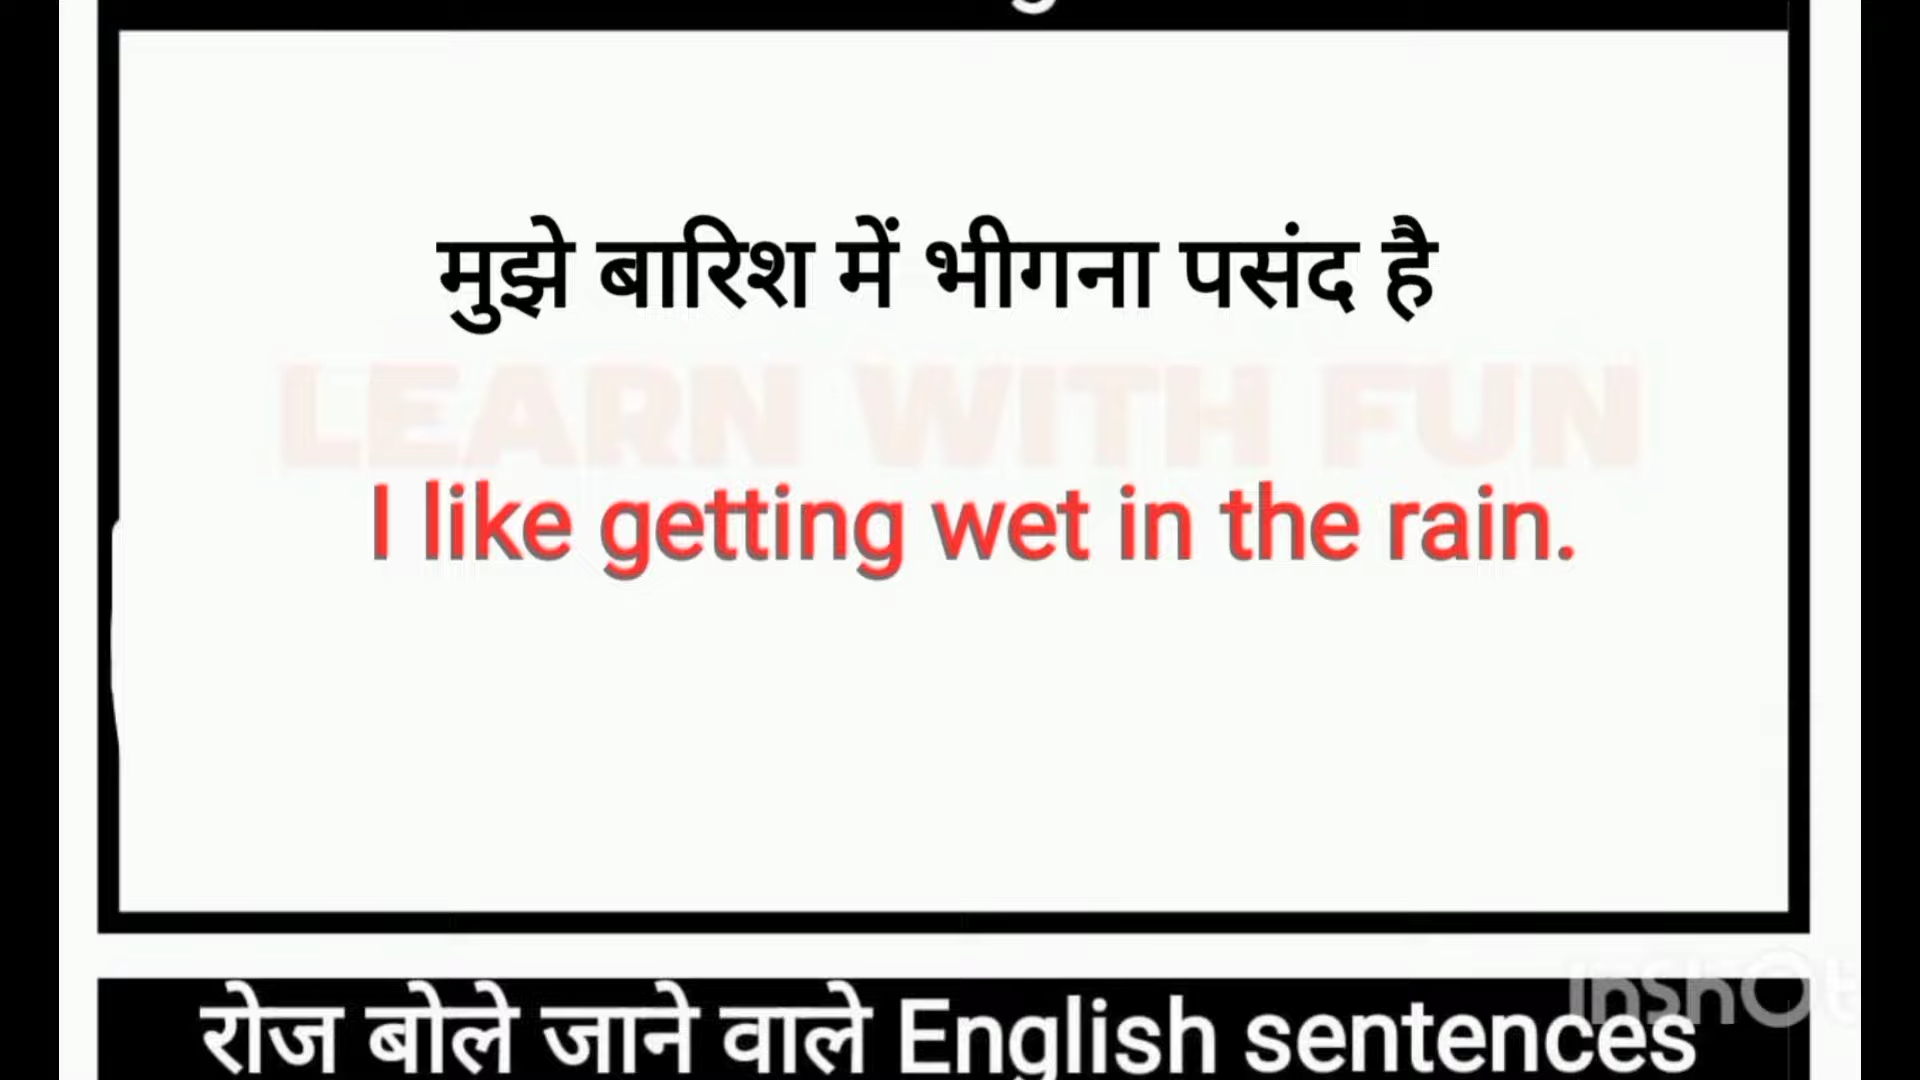 मुझे बारिश में भीगना पसंद है
LEARN WITH FUN
I like getting wet in the rain.
InShOt
रोज बोले जाने वाले English sentences